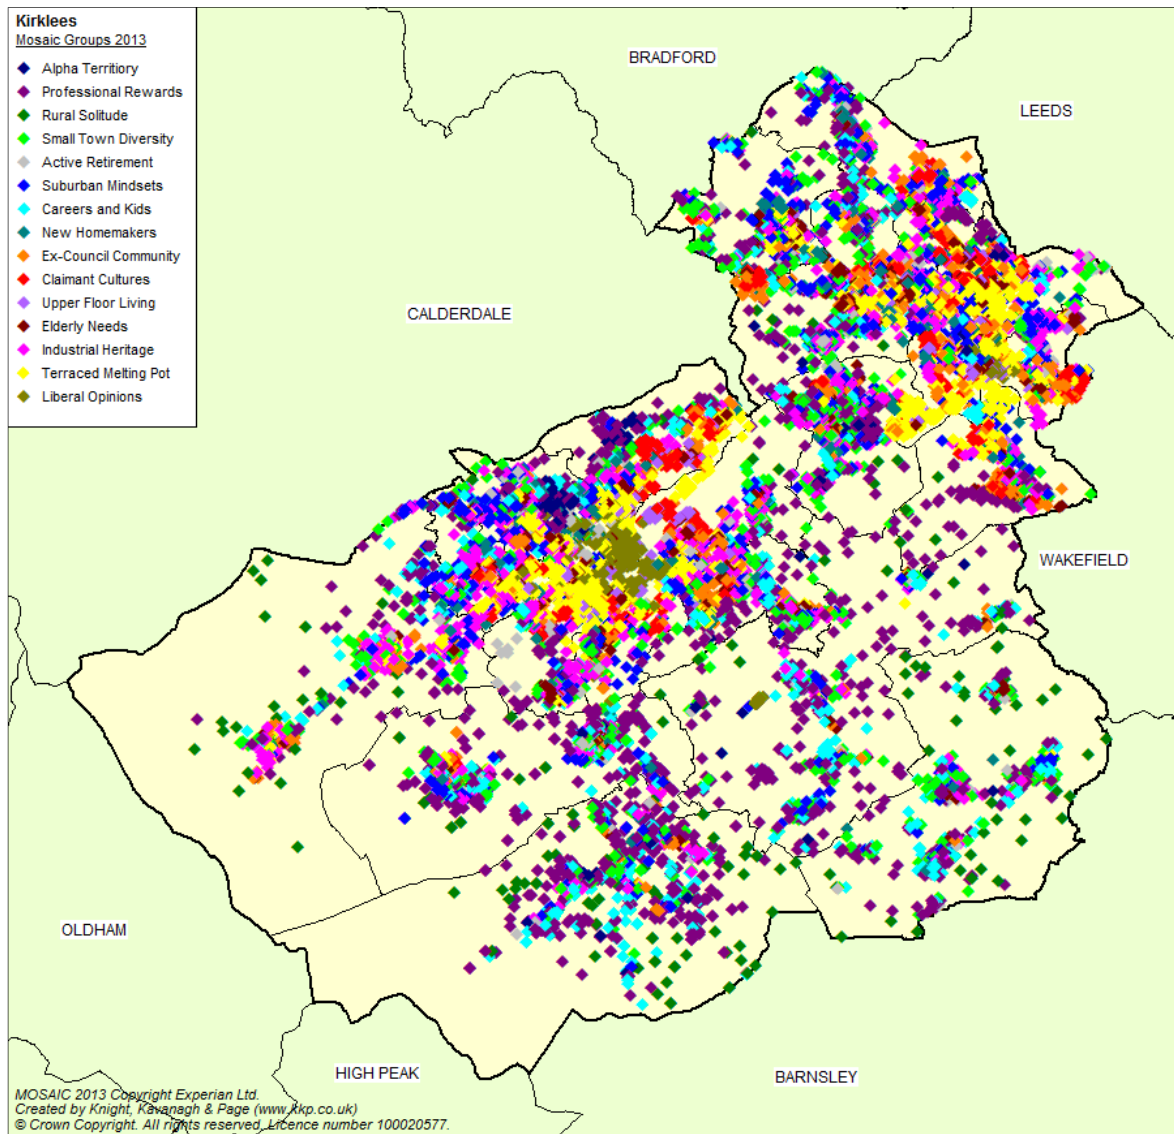 Kirklees
Mosaic Groups 2013
Alpha Territiory
Professional Rewards
Rural Solitude
Small Town Diversity
Active Retirement
Suburban Mindsets
Careers and Kids
New Homemakers
Ex-Council Community
Claimant Cultures
Upper Floor Living
Elderly Needs
Industrial Heritage
Terraced Melting Pot
Liberal Opinions
BRADFORD
LEEDS
CALDERDALE
WAKEFIELD
OLDHAM
HIGH PEAK
BARNSLEY
MOSAIC 2013 Copyright Experian Ltd.
Created by Knight, Kavanagh & Page (www.kkp.co.uk)
© Crown Copyright. All rights reserved. Licence number 100020577.